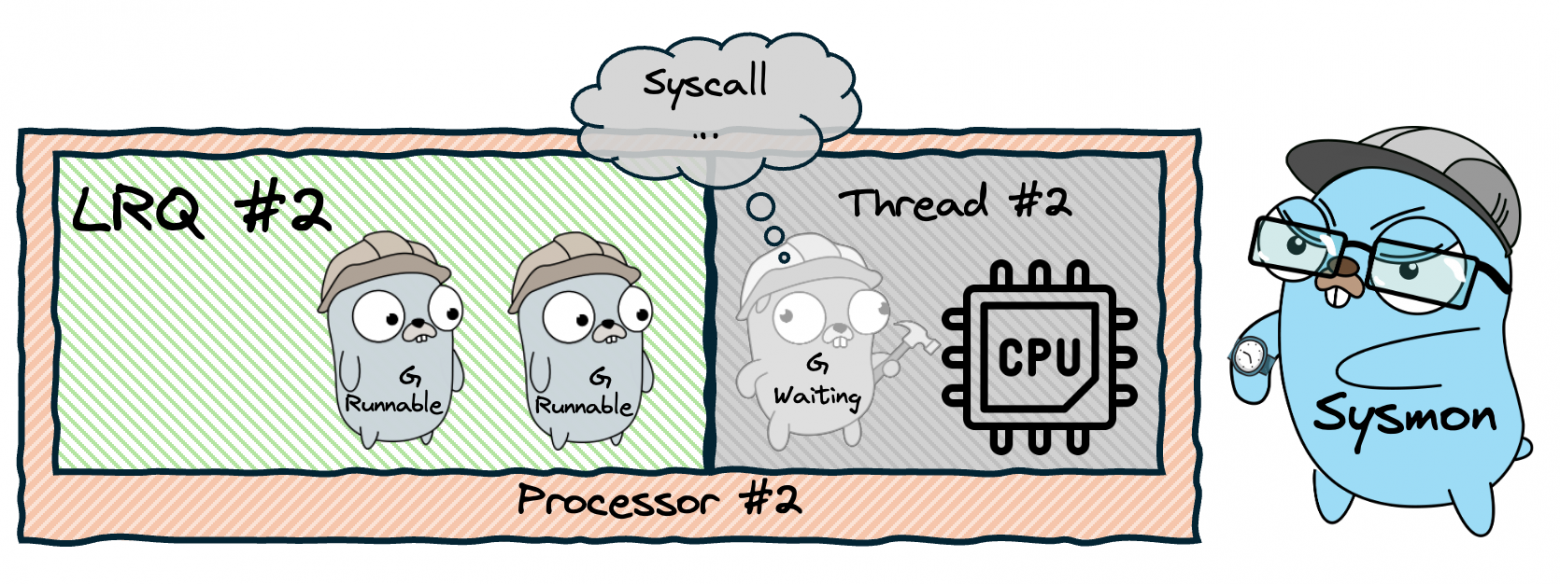 Syscall
...
LRQ #2
Thread #2
G
Runnable
G
Runnable
G
Waiting
CPU
Sysmon
Processor #2